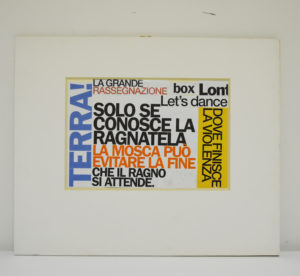 TERRA!
LA GRANDE
RASSEGNAZIONE
box Lont
Let's dance
SOLO SE
CONOSCE LA
RAGNATELA
LA MOSCA PUÒ
EVITARE LA FINE
CHE IL RAGNO
SI ATTENDE.
DOVE FINISCE
LA VIOLENZA